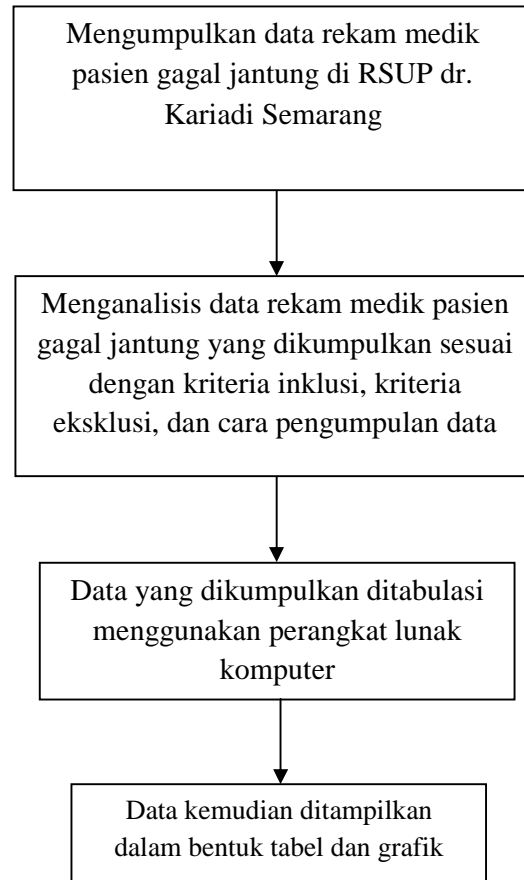 Mengumpulkan data rekam medik
pasien gagal jantung di RSUP dr.
Kariadi Semarang
Menganalisis data rekam medik pasien
gagal jantung yang dikumpulkan sesuai
dengan kriteria inklusi, kriteria
eksklusi, dan cara pengumpulan data
Data yang dikumpulkan ditabulasi
menggunakan perangkat lunak
komputer
Data kemudian ditampilkan
dalam bentuk tabel dan grafik